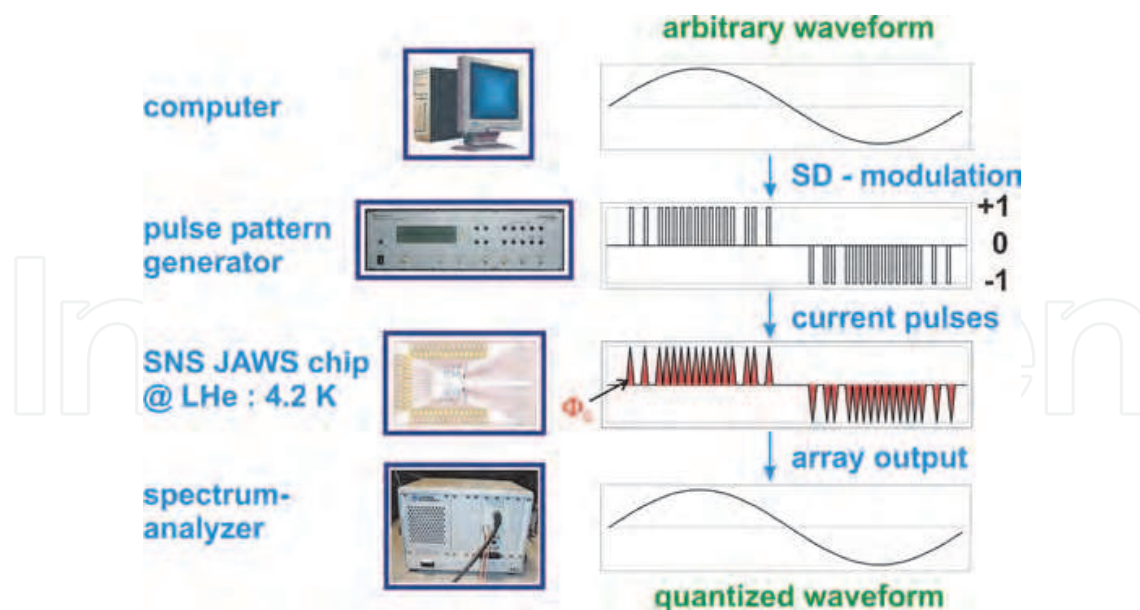 arbitrary waveform
computer
SD - modulation
+1
pulse pattern
generator
0
-1
current pulses
SNS JAWS chip
@ LHe : 4.2 K
Φ₀
array output
spectrum-
analyzer
quantized waveform